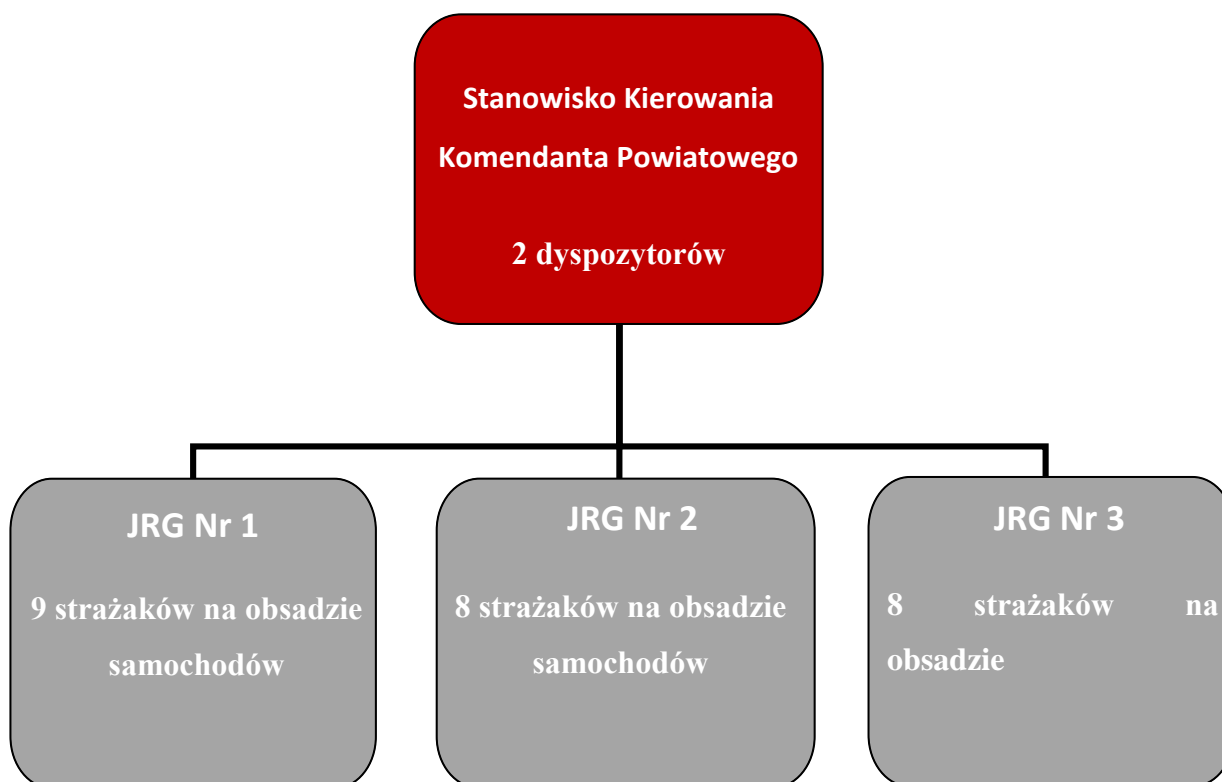 Stanowisko Kierowania
Komendanta Powiatowego
2 dyspozytorów
JRG Nr 1
9 strażaków na obsadzie
samochodów
JRG Nr 2
8 strażaków na obsadzie
samochodów
JRG Nr 3
8 strażaków na
obsadzie